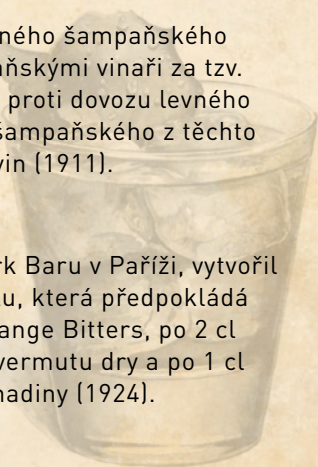 ného šampaňského
ňskými vinaři za tzv.
proti dovozu levného
šampaňského z těchto
vin (1911).
rk Baru v Paříži, vytvořil
lu, která předpokládá
ange Bitters, po 2 cl
vermutu dry a po 1 cl
nadiny (1924).